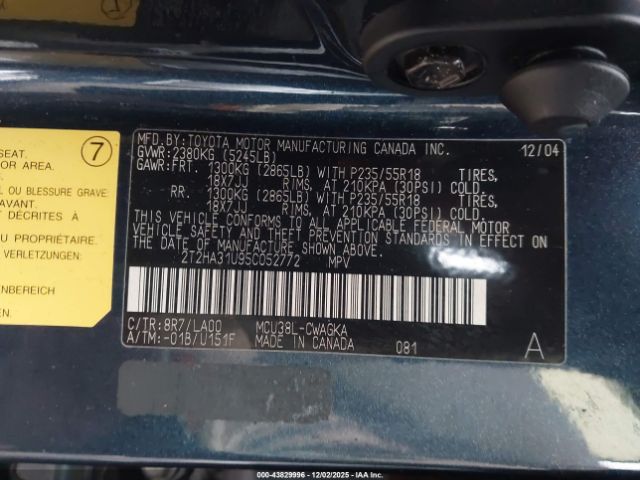 7
SEAT.
OR AREA.
L OU BLESSURE GRAVE:
AVANT.
T DÉCRITES À
U PROPRIÉTAIRE.
ENBEREICHEN
MFD.BY:TOYOTA MOTOR MANUFACTURING CANADA INC. 12/04
GVWR:2380KG (5245LB)
GAWR:FRT. 1300KG (2865LB) WITH P235/55R18 TIRES,
18X7JJ RIMS, AT 210KPA (30PSI) COLD.
RR. 1300KG (2865LB) WITH P235/55R18 TIRES,
18X7JJ RIMS, AT 210KPA (30PSI) COLD.
THIS VEHICLE CONFORMS TO ALL APPLICABLE FEDERAL MOTOR
VEHICLE SAFETY AND THEFT PREVENTION STANDARDS IN EFFECT ON
THE DATE OF MANUFACTURE SHOWN ABOVE.
2T2HA31U95C052772 MPV
C/TR:8R7/LA00 MCU38L-CWAGKA
A/TM:-01B/U151F MADE IN CANADA 081 A
000-43829996 - 12/02/2025 - IAA Inc.